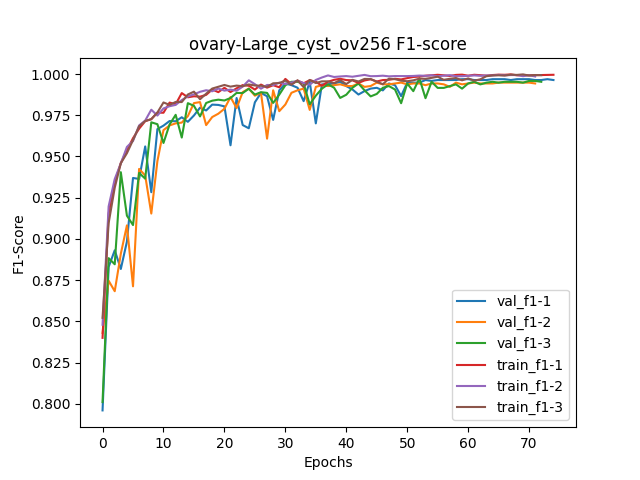 ovary-Large_cyst_ov256 F1-score
F1-Score
1.000
0.975
0.950
0.925
0.900
0.875
0.850
0.825
0.800
0 10 20 30 40 50 60 70
Epochs
val_f1-1
val_f1-2
val_f1-3
train_f1-1
train_f1-2
train_f1-3